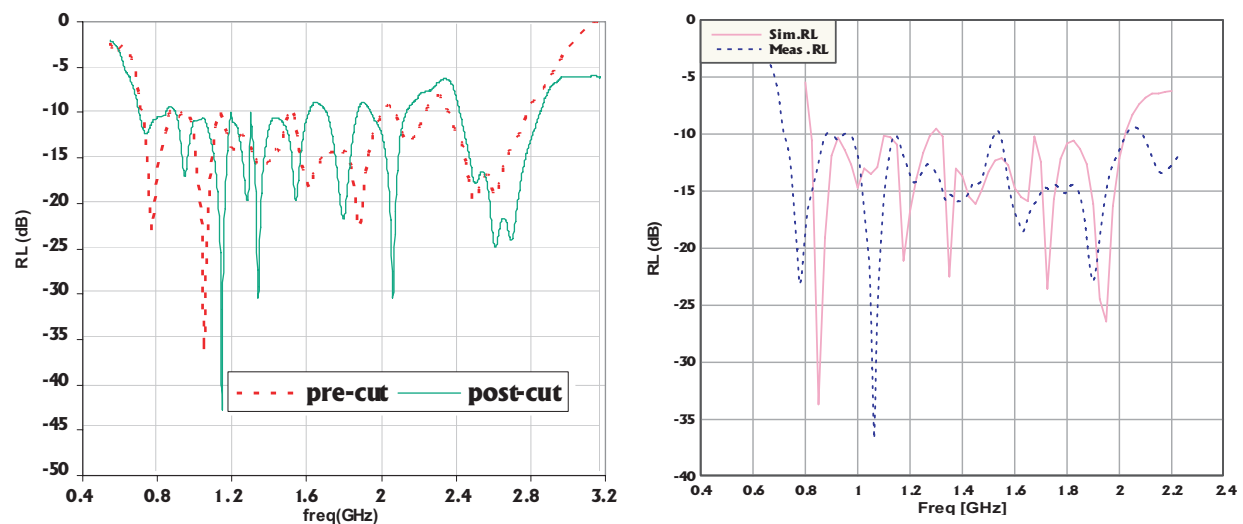 0
-5
-10
-15
-20
-25
-30
-35
-40
-45
-50
RL (dB)
0.4 0.8 1.2 1.6 2 2.4 2.8 3.2
freq(GHz)
pre-cut post-cut
0
-5
-10
-15
-20
-25
-30
-35
-40
RL (dB)
0.4 0.6 0.8 1 1.2 1.4 1.6 1.8 2 2.2 2.4
Freq [GHz]
Sim.RL
Meas .RL